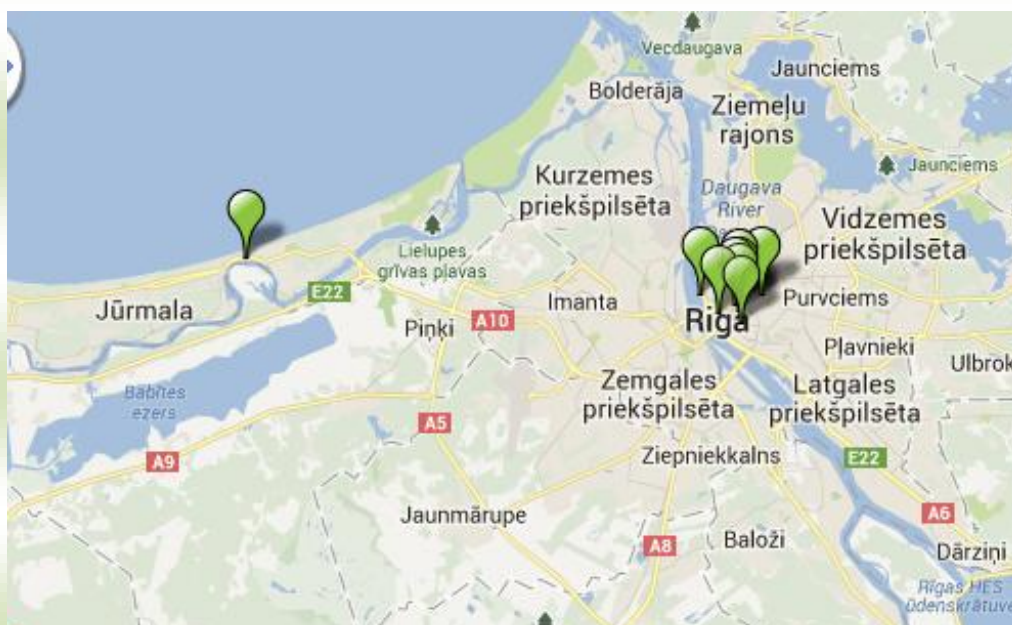 Vecdaugava
Jaunciems
Bolderāja
Ziemeļu
rajons
Jaunciems
Kurzemes
priekšpilsēta
Daugava
River
Vidzemes
priekšpilsēta
Lielupes
grīvas pļavas
E22
Jūrmala
Imanta
Purvciems
Piņķi
A10
Rīga
Pļavnieki
Ulbrok
Babītes
ezers
Zemgales
priekšpilsēta
Latgales
priekšpilsēta
A5
A9
Ziepniekkalns
E22
Jaunmārupe
A6
A8
Baloži
Dārziņi
Rīgas HES
ūdenskrātuve